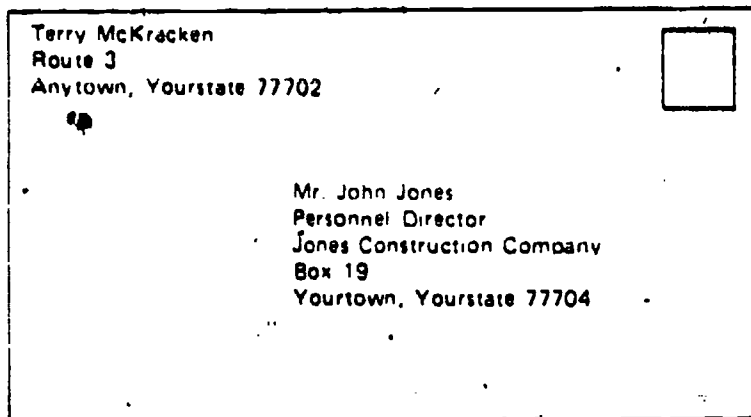 Terry McKracken
Route 3
Anytown, Yourstate 77702
Mr. John Jones
Personnel Director
Jones Construction Company
Box 19
Yourtown, Yourstate 77704